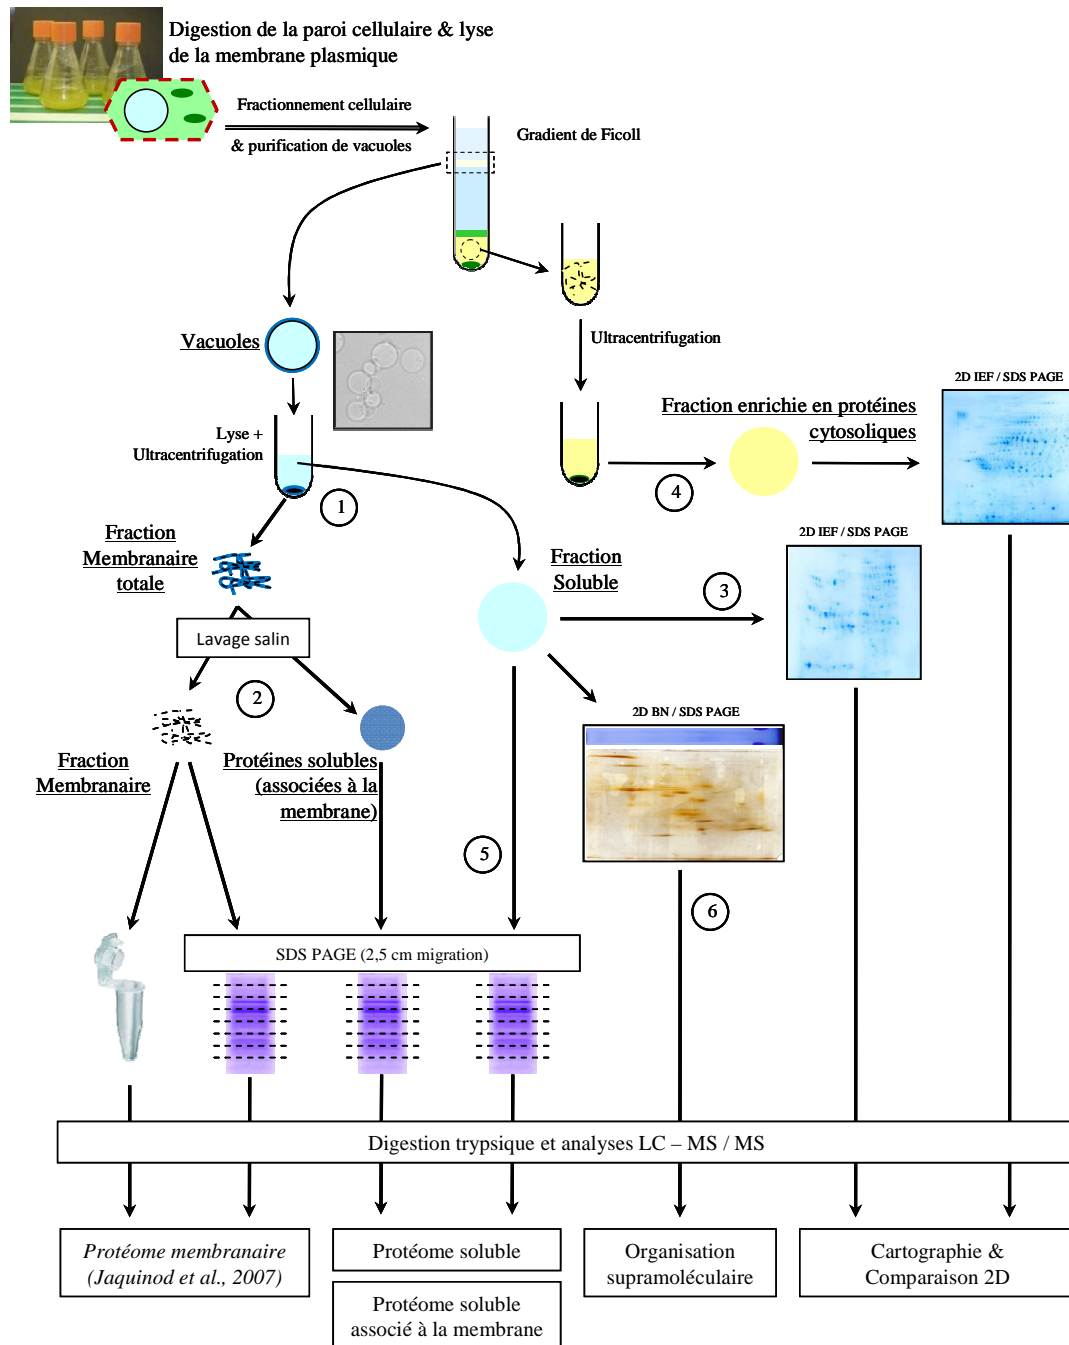 Digestion de la paroi cellulaire & lyse
de la membrane plasmique
Fractionnement cellulaire
& purification de vacuoles
Gradient de Ficoll
Vacuoles
Ultracentrifugation
2D IEF / SDS PAGE
Fraction enrichie en protéines
cytosoliques
Lyse +
Ultracentrifugation
1
4
Fraction
Membranaire
totale
2D IEF / SDS PAGE
Fraction
Soluble
3
Lavage salin
2
2D BN / SDS PAGE
Fraction
Membranaire
Protéines solubles
(associées à la
membrane)
5
6
SDS PAGE (2,5 cm migration)
Digestion trypsique et analyses LC – MS / MS
Protéome membranaire
(Jaquinod et al., 2007)
Protéome soluble
Organisation
supramoléculaire
Cartographie &
Comparaison 2D
Protéome soluble
associé à la membrane